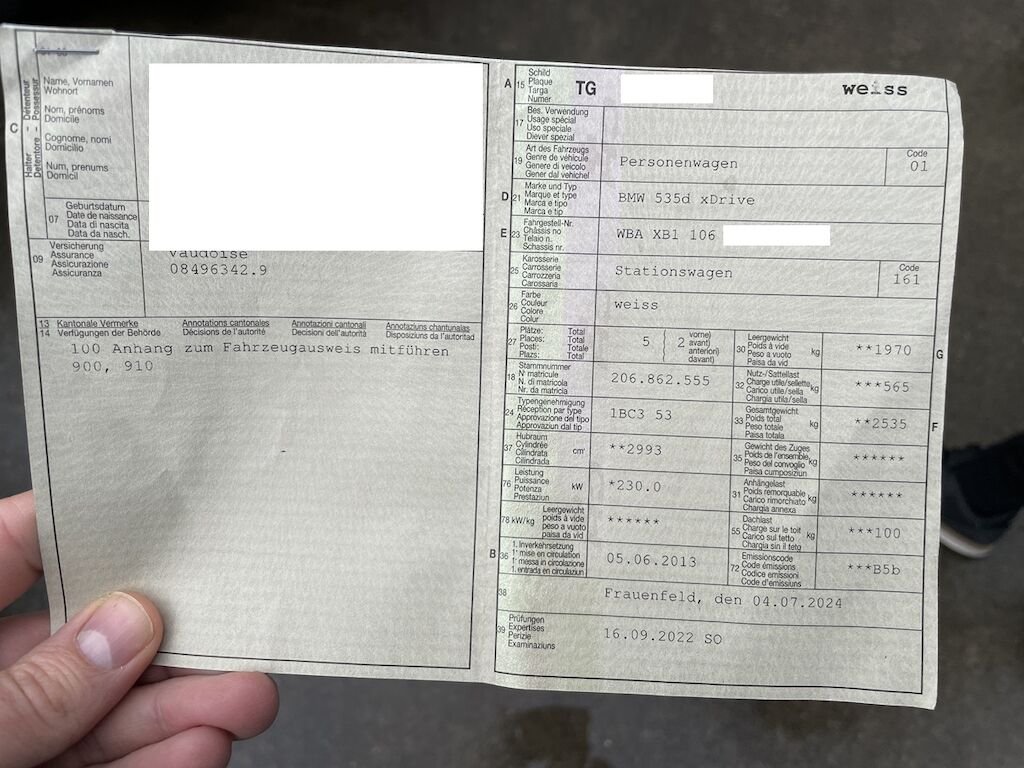 C
Halter – Détenteur
Detentore – Possessur
Name, Vornamen
Wohnort
Nom, prénoms
Domicile
Cognome, nomi
Domicilio
Num, prenums
Domicil
07
Geburtsdatum
Date de naissance
Data di nascita
Data da nasch.
09
Versicherung
Assurance
Assicurazione
Assicuranza
Vaudoise
08496342.9
13 Kantonale Vermerke Annotations cantonales Annotazioni cantonali Annotaziuns chantunalas
14 Verfügungen der Behörde Décisions de l'autorité Decisioni dell'autorità Disposiziuns da l'autoritad
100 Anhang zum Fahrzeugausweis mitführen
900, 910
A 15
Schild
Plaque
Targa
Numer
TG
weiss
17
Bes. Verwendung
Usage spécial
Uso speciale
Diever spezial
19
Art des Fahrzeugs
Genre de véhicule
Genere di veicolo
Gener dal vehichel
Personenwagen
Code
01
D 21
Marke und Typ
Marque et type
Marca e tipo
Marca e tip
BMW 535d xDrive
E 23
Fahrgestell-Nr.
Châssis no
Telaio n.
Schassis nr.
WBA XB1 106
25
Karosserie
Carrosserie
Carrozzeria
Carossaria
Stationswagen
Code
161
26
Farbe
Couleur
Colore
Colur
weiss
27
Plätze: Total
Places: Total
Posti: Totale
Plazs: Total
5
2
vorne)
avant)
anteriori)
davant)
30
Leergewicht
Poids à vide
Peso a vuoto
Paisa da vid
kg
**1970
G
18
Stammnummer
N° matricule
N. di matricola
Nr. da matricla
206.862.555
32
Nutz-/Sattellast
Charge utile/sellette
Carico utile/sella
Chargia utila/sella
kg
***565
24
Typengenehmigung
Réception par type
Approvazione del tipo
Approvaziun dal tip
1BC3 53
33
Gesamtgewicht
Poids total
Peso totale
Paisa totala
kg
**2535
F
37
Hubraum
Cylindrée
Cilindrata
Cilindrada
cm³
**2993
35
Gewicht des Zuges
Poids de l'ensemble
Peso del convoglio
Paisa cumposiziun
kg
******
76
Leistung
Puissance
Potenza
Prestaziun
kW
*230.0
31
Anhängelast
Poids remorquable
Carico rimorchiato
Chargia annexa
kg
******
78 kW/kg
Leergewicht
poids à vide
peso a vuoto
paisa da vid
******
55
Dachlast
Charge sur le toit
Carico sul tetto
Chargia sin il tetg
kg
***100
B 36
1. Inverkehrsetzung
1ʳᵉ mise en circulation
1ᵃ messa in circolazione
1. entrada en circulaziun
05.06.2013
72
Emissionscode
Code émissions
Codice emissioni
Code d'emissiuns
***B5b
38
Frauenfeld, den 04.07.2024
39
Prüfungen
Expertises
Perizie
Examinaziuns
16.09.2022 SO